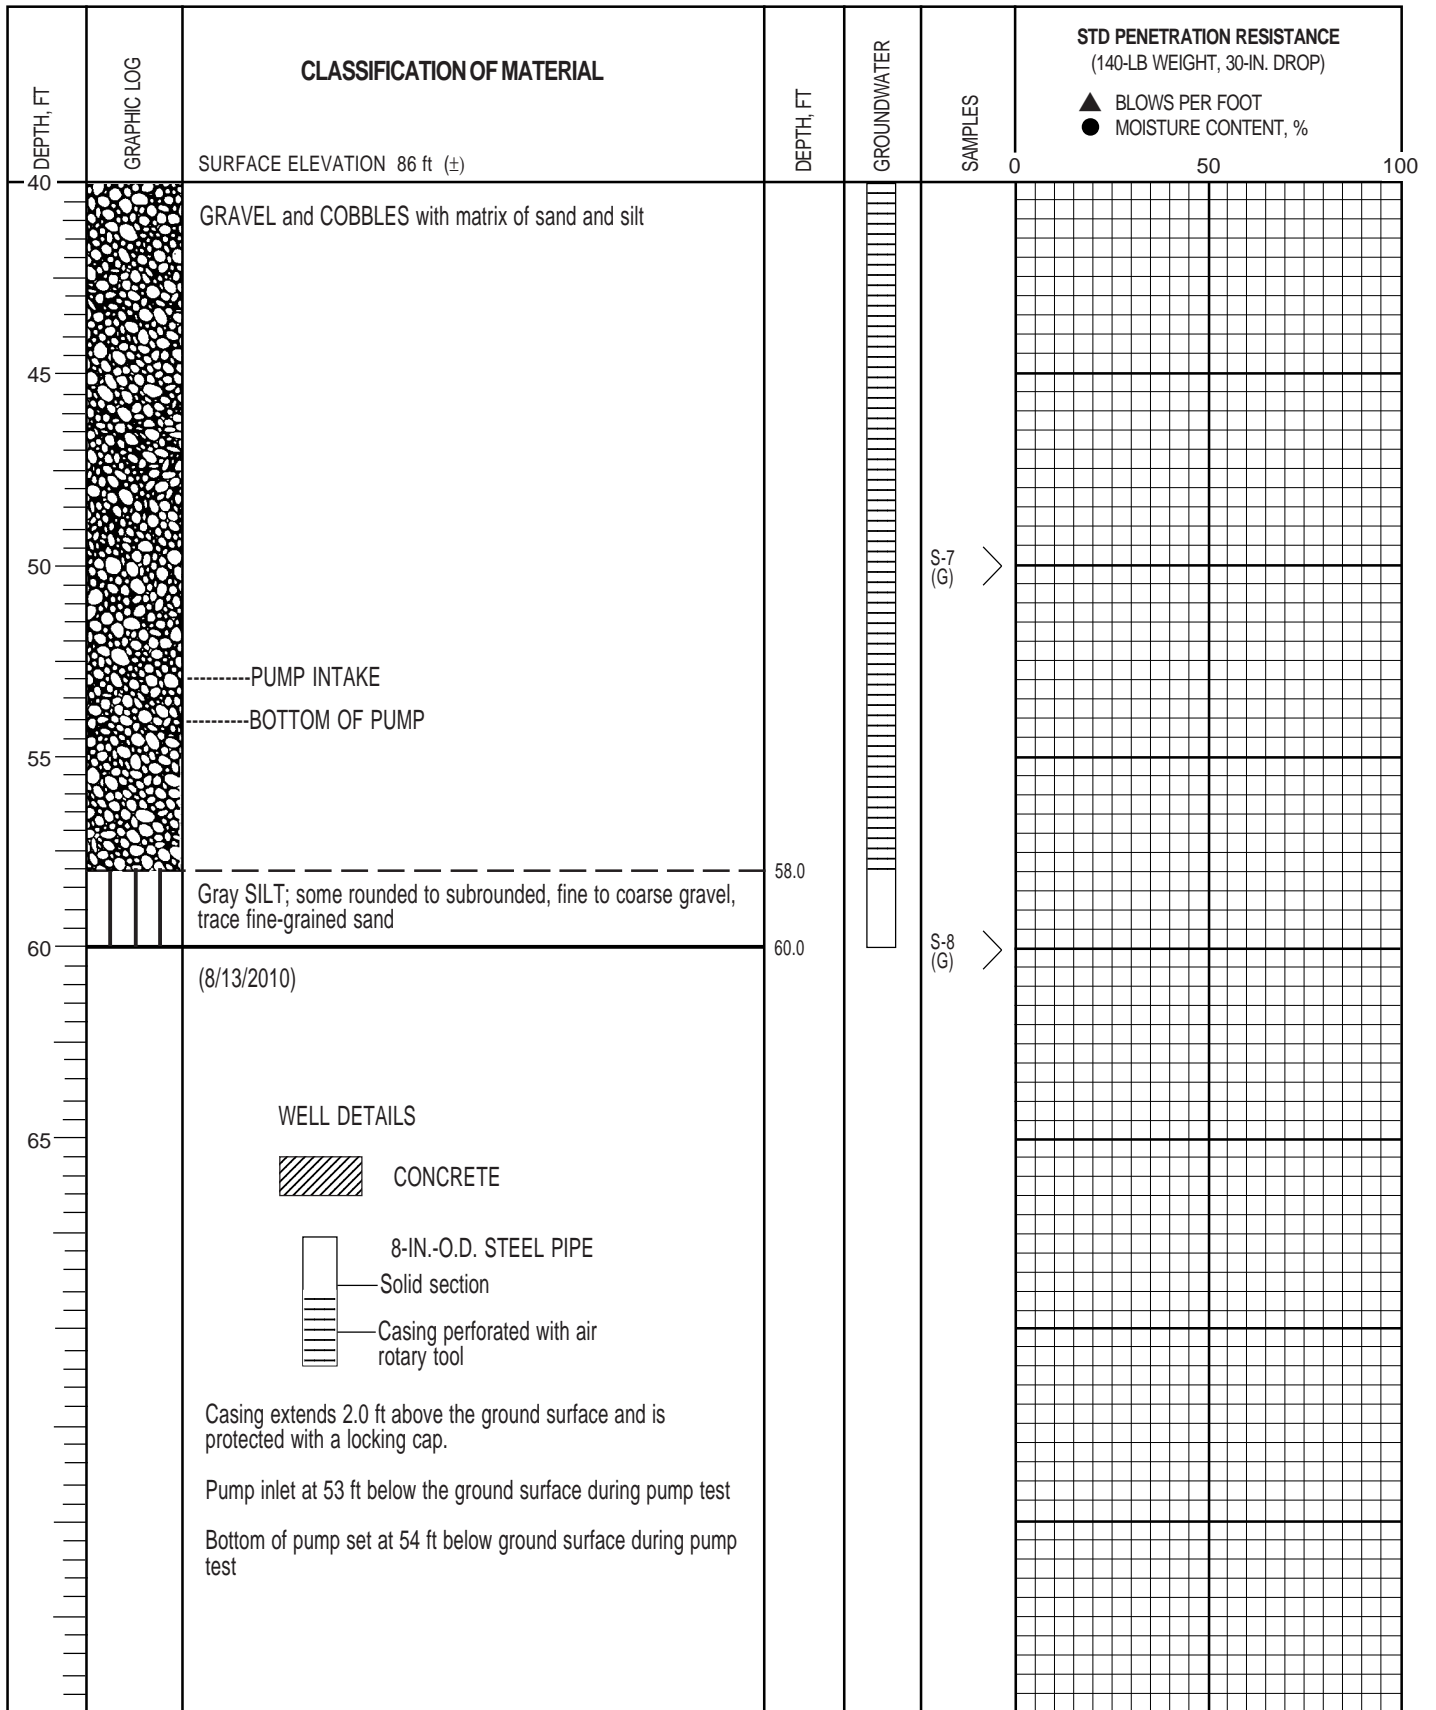 DEPTH, FT
GRAPHIC LOG
CLASSIFICATION OF MATERIAL
SURFACE ELEVATION 86 ft (±)
DEPTH, FT
GROUNDWATER
SAMPLES
STD PENETRATION RESISTANCE
(140-LB WEIGHT, 30-IN. DROP)
BLOWS PER FOOT
MOISTURE CONTENT, %
0 50 100
40
GRAVEL and COBBLES with matrix of sand and silt
45
50
S-7
(G)
PUMP INTAKE
BOTTOM OF PUMP
55
58.0
Gray SILT; some rounded to subrounded, fine to coarse gravel,
trace fine-grained sand
60
60.0
S-8
(G)
(8/13/2010)
WELL DETAILS
65
CONCRETE
8-IN.-O.D. STEEL PIPE
Solid section
Casing perforated with air
rotary tool
Casing extends 2.0 ft above the ground surface and is
protected with a locking cap.
Pump inlet at 53 ft below the ground surface during pump test
Bottom of pump set at 54 ft below ground surface during pump
test